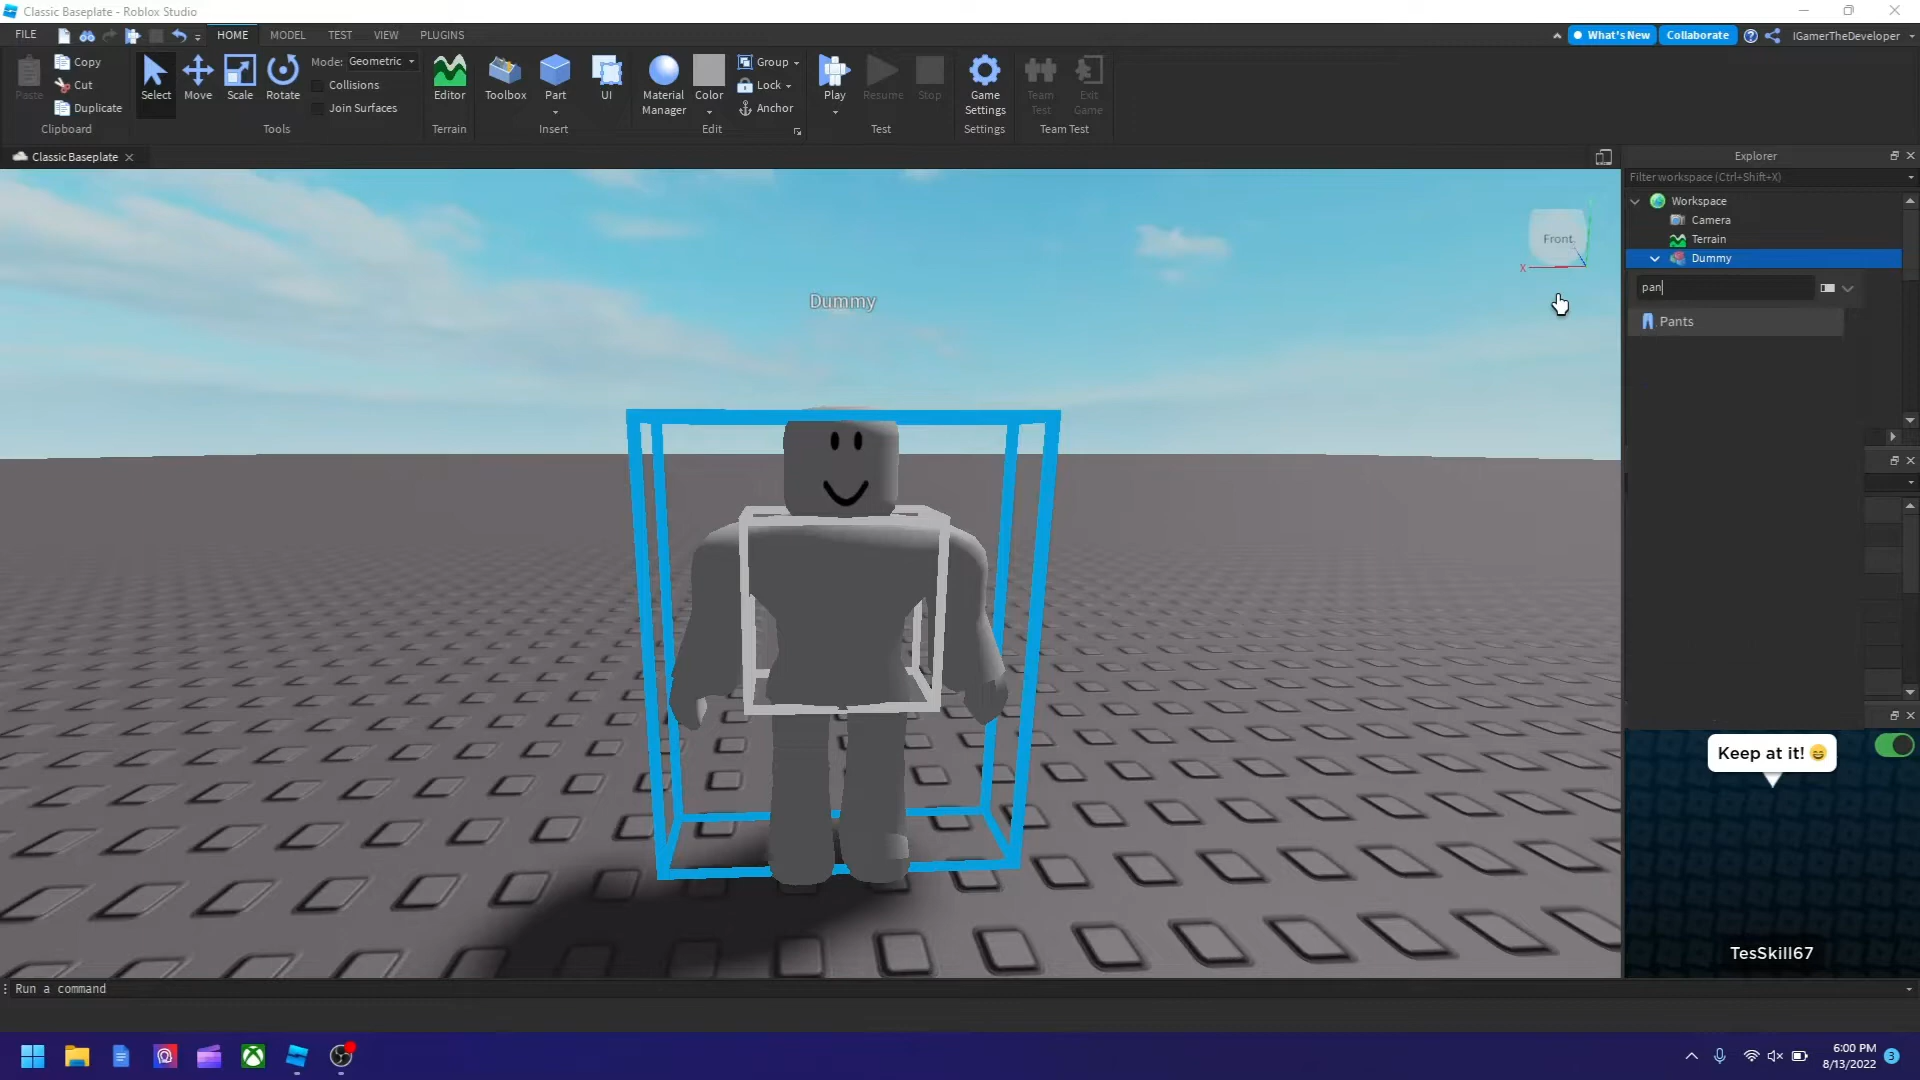 Classic Baseplate - Roblox Studio
FILE
HOME
MODEL
TEST
VIEW
PLUGINS
What's New
Collaborate
IGamerTheDeveloper
Paste
Copy
Cut
Duplicate
Clipboard
Select
Move
Scale
Rotate
Mode: Geometric
Collisions
Join Surfaces
Tools
Editor
Terrain
Toolbox
Part
UI
Insert
Material
Manager
Color
Group
Lock
Anchor
Edit
Play
Resume
Stop
Test
Game
Settings
Settings
Team
Test
Exit
Game
Team Test
Classic Baseplate
Explorer
Filter workspace (Ctrl+Shift+X)
Workspace
Camera
Terrain
Dummy
pan
Pants
Front
X
Dummy
Keep at it! 😄
TesSkill67
Run a command
6:00 PM
8/13/2022
3